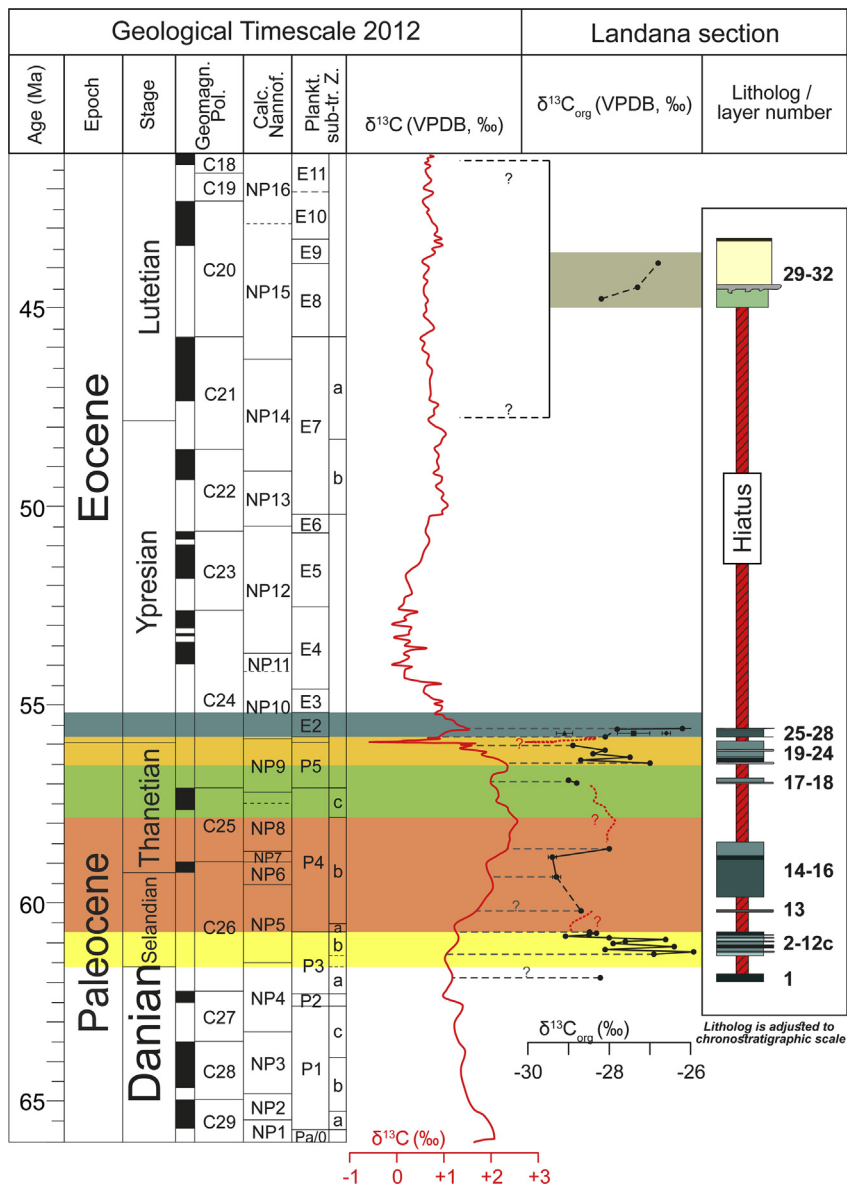 Geological Timescale 2012
Landana section
Age (Ma)
Epoch
Stage
Geomagn.
Pol.
Calc.
Nannof.
Plankt.
sub-tr. Z.
δ13C (VPDB, ‰)
δ13Corg (VPDB, ‰)
Litholog /
layer number
45
50
55
60
65
Eocene
Paleocene
Lutetian
Ypresian
Thanetian
Selandian
Danian
C18
C19
C20
C21
C22
C23
C24
C25
C26
C27
C28
C29
NP16
NP15
NP14
NP13
NP12
NP11
NP10
NP9
NP8
NP7
NP6
NP5
NP4
NP3
NP2
NP1
E11
E10
E9
E8
E7
E6
E5
E4
E3
E2
P5
P4
P3
P2
P1
Pa/0
a
b
c
b
a
b
a
c
b
a
?
?
?
?
?
?
?
29-32
Hiatus
25-28
19-24
17-18
14-16
13
2-12c
1
Litholog is adjusted to
chronostratigraphic scale
δ13Corg (‰)
-30
-28
-26
δ13C (‰)
-1
0
+1
+2
+3